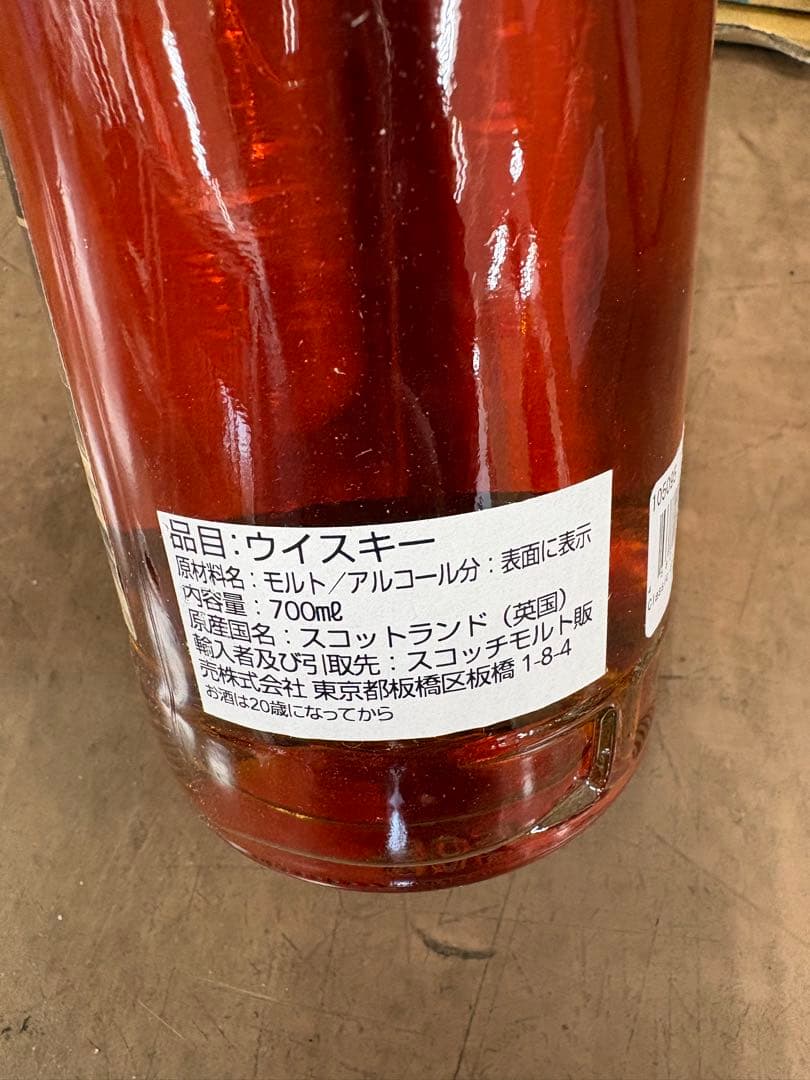 品目:ウイスキー
原材料名:モルト/アルコール分:表面に表示
内容量:700㎖
原産国名:スコットランド(英国)
輸入者及び引取先:スコッチモルト販
売株式会社 東京都板橋区板橋 1-8-4
お酒は20歳になってから